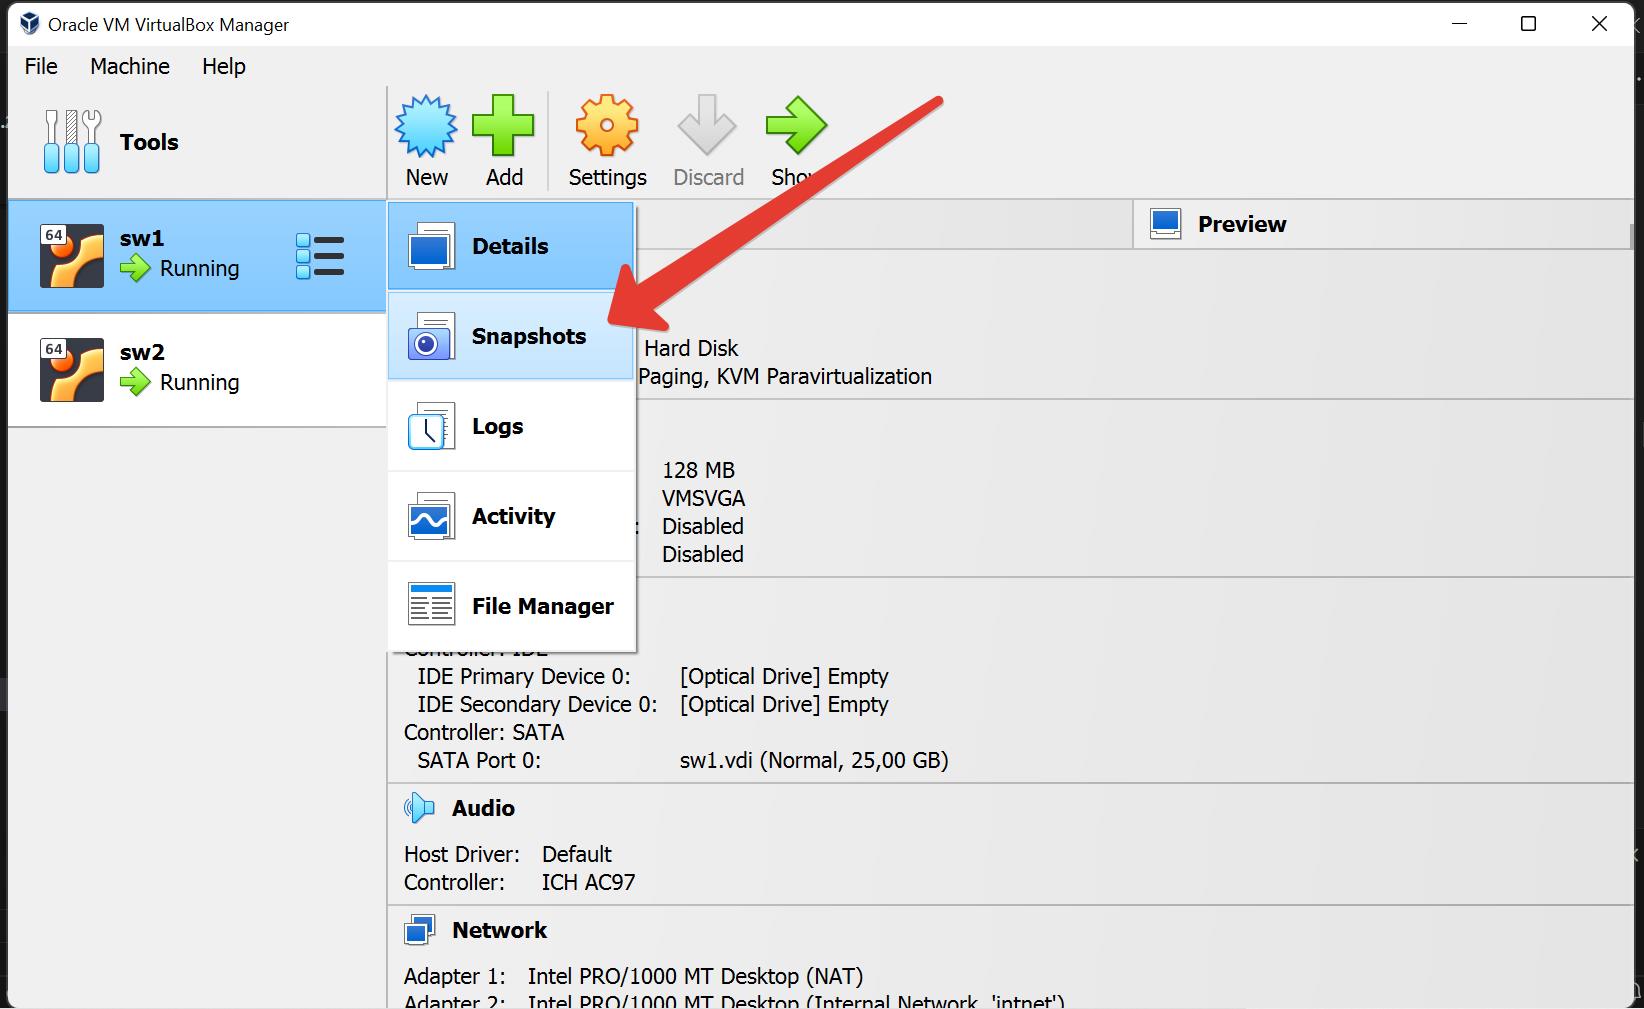 Oracle VM VirtualBox Manager
File Machine Help
Tools
New Add Settings Discard
64 sw1
Running
64 sw2
Running
Details
Snapshots
Logs
Activity
File Manager
Preview
Hard Disk
Paging, KVM Paravirtualization
128 MB
VMSVGA
: Disabled
Disabled
Controller: IDE
IDE Primary Device 0: [Optical Drive] Empty
IDE Secondary Device 0: [Optical Drive] Empty
Controller: SATA
SATA Port 0: sw1.vdi (Normal, 25,00 GB)
Audio
Host Driver: Default
Controller: ICH AC97
Network
Adapter 1: Intel PRO/1000 MT Desktop (NAT)
Adapter 2: Intel PRO/1000 MT Desktop (Internal Network, 'intnet')